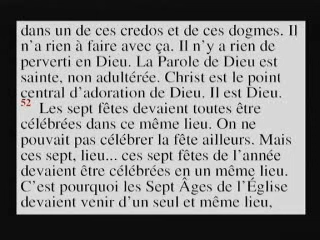 dans un de ces credos et de ces dogmes. Il
n’a rien à faire avec ça. Il n’y a rien de
perverti en Dieu. La Parole de Dieu est
sainte, non adultérée. Christ est le point
central d’adoration de Dieu. Il est Dieu.
52 Les sept fêtes devaient toutes être
célébrées dans ce même lieu. On ne
pouvait pas célébrer la fête ailleurs. Mais
ces sept, lieu... ces sept fêtes de l’année
devaient être célébrées en un même lieu.
C’est pourquoi les Sept Âges de l’Église
devaient venir d’un seul et même lieu,